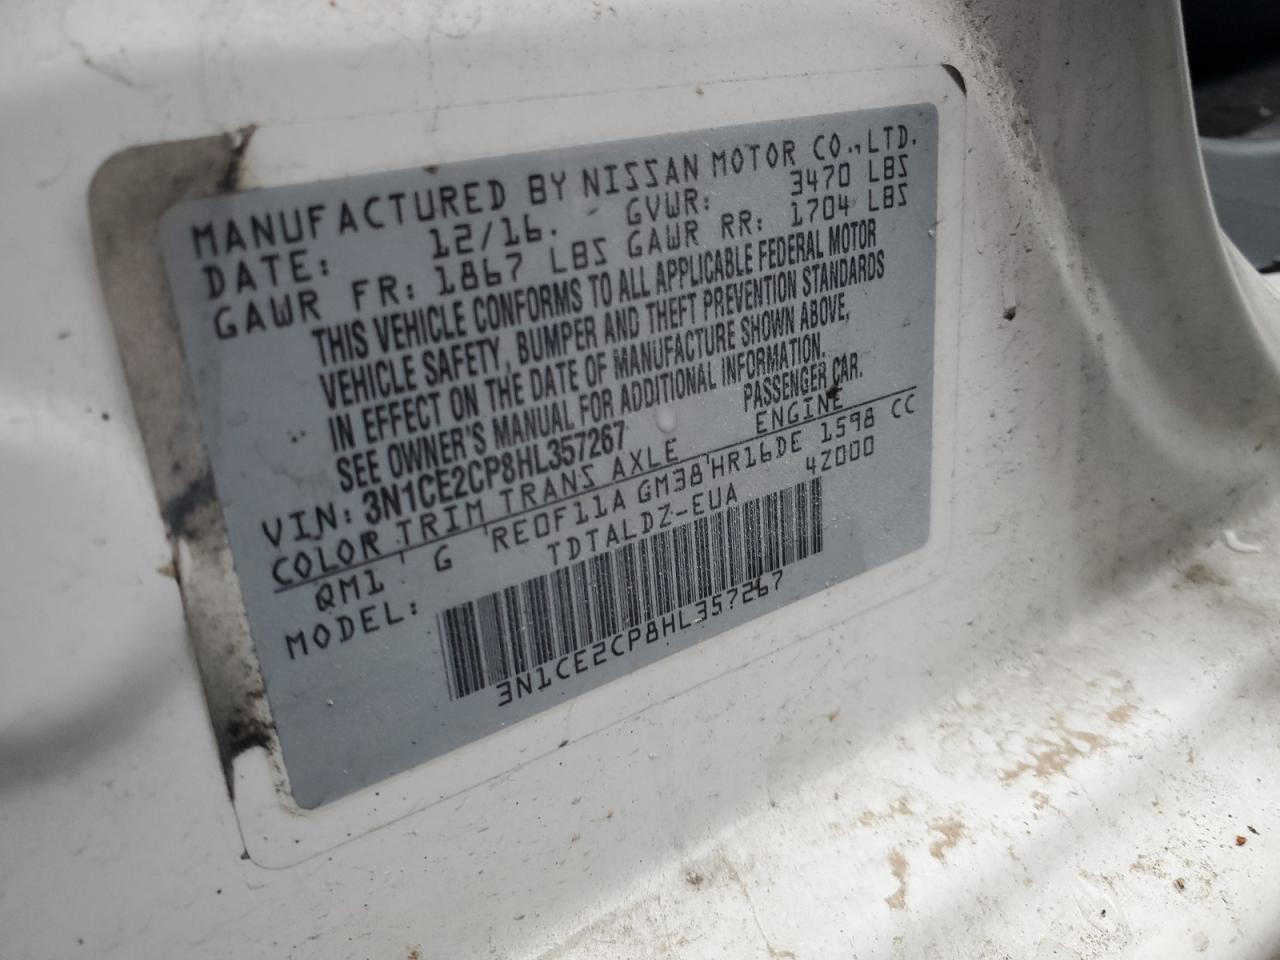 MANUFACTURED BY NISSAN MOTOR CO.,LTD.
DATE: 12/16. GVWR: 3470 LBS
GAWR FR: 1867 LBS GAWR RR: 1704 LBS
THIS VEHICLE CONFORMS TO ALL APPLICABLE FEDERAL MOTOR
VEHICLE SAFETY, BUMPER AND THEFT PREVENTION STANDARDS
IN EFFECT ON THE DATE OF MANUFACTURE SHOWN ABOVE,
SEE OWNER'S MANUAL FOR ADDITIONAL INFORMATION.
VIN: 3N1CE2CP8HL357267 PASSENGER CAR.
COLOR TRIM TRANS AXLE ENGINE
QM1 G RE0F11A GM38 HR16DE 1598 CC
MODEL: TDTALDZ-EUA 4Z000
3N1CE2CP8HL357267